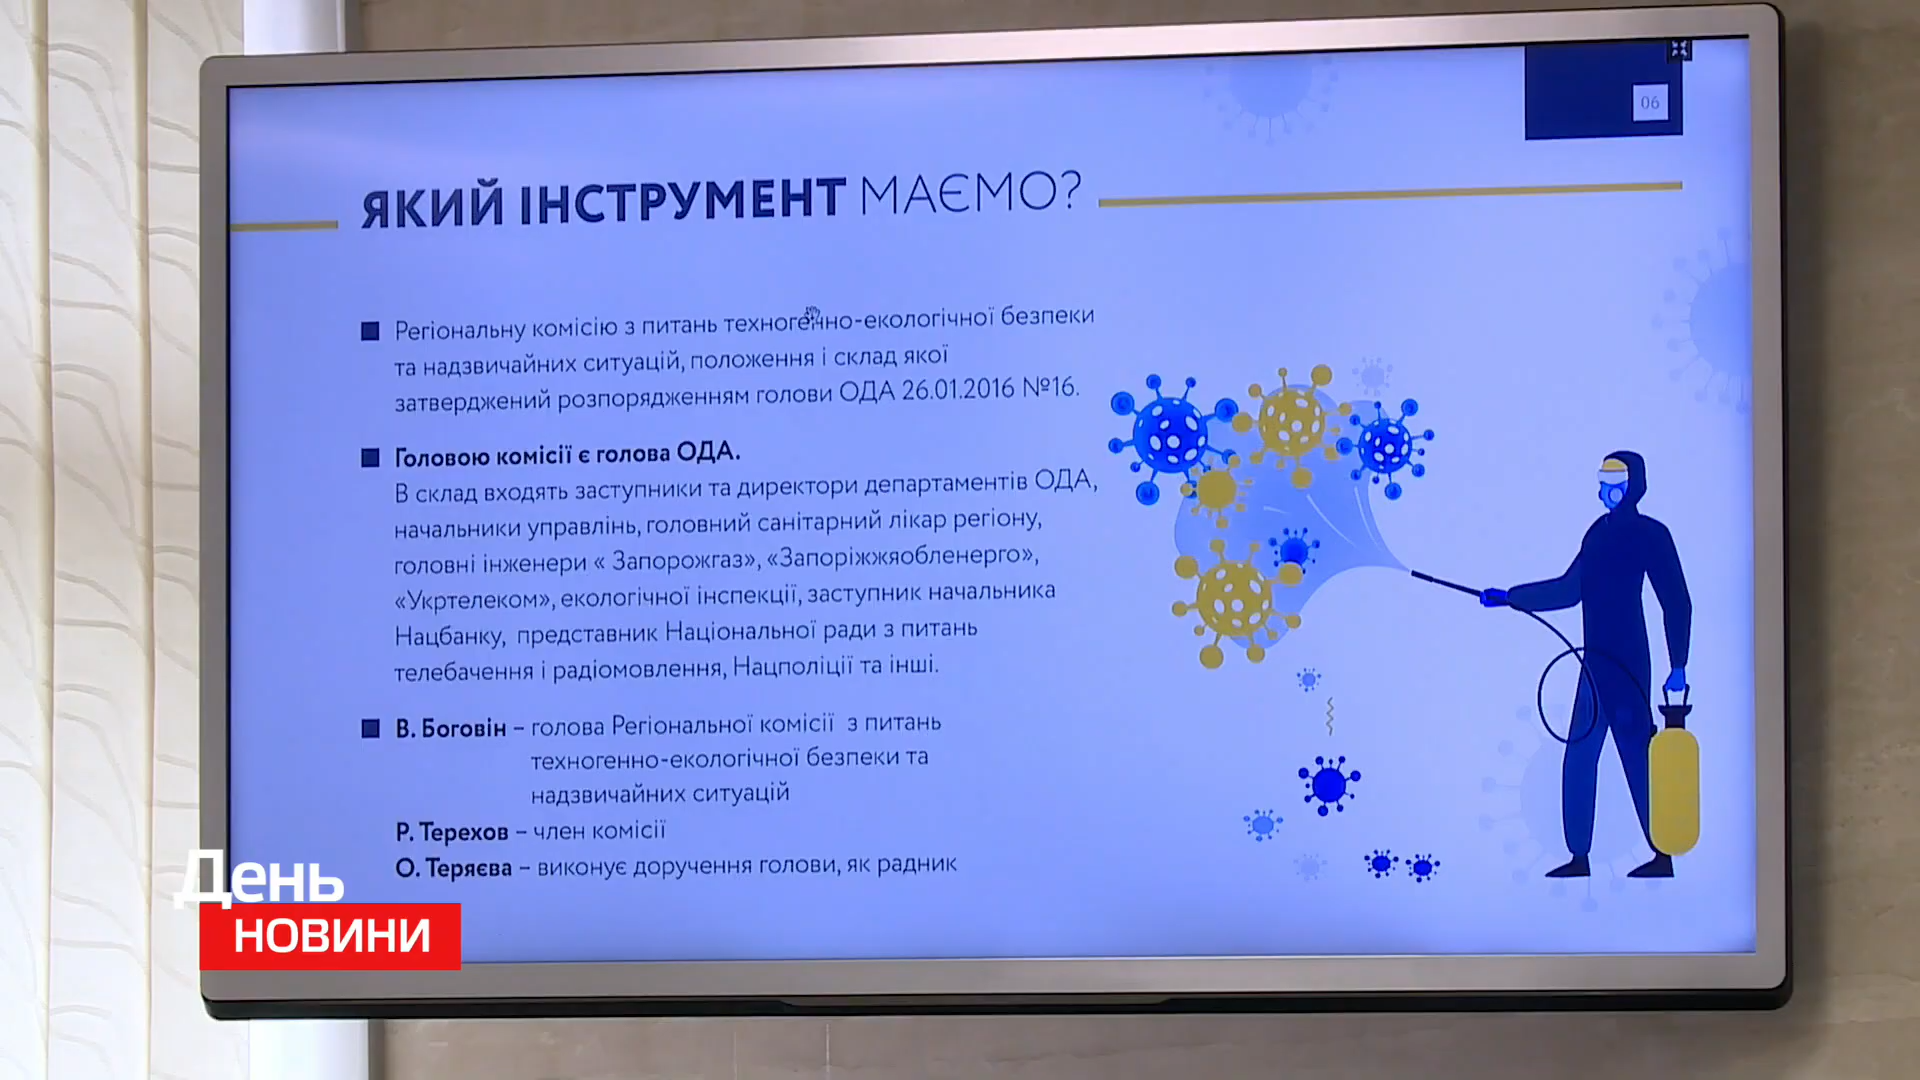 06
ЯКИЙ ІНСТРУМЕНТ МАЄМО?
Регіональну комісію з питань техногенно-екологічної безпеки
та надзвичайних ситуацій, положення і склад якої
затверджений розпорядженням голови ОДА 26.01.2016 №16.
Головою комісії є голова ОДА.
В склад входять заступники та директори департаментів ОДА,
начальники управлінь, головний санітарний лікар регіону,
головні інженери « Запорожгаз», «Запоріжжяобленерго»,
«Укртелеком», екологічної інспекції, заступник начальника
Нацбанку, представник Національної ради з питань
телебачення і радіомовлення, Нацполіції та інші.
В. Боговін – голова Регіональної комісії з питань
техногенно-екологічної безпеки та
надзвичайних ситуацій
Р. Терехов – член комісії
О. Теряєва – виконує доручення голови, як радник
День
НОВИНИ